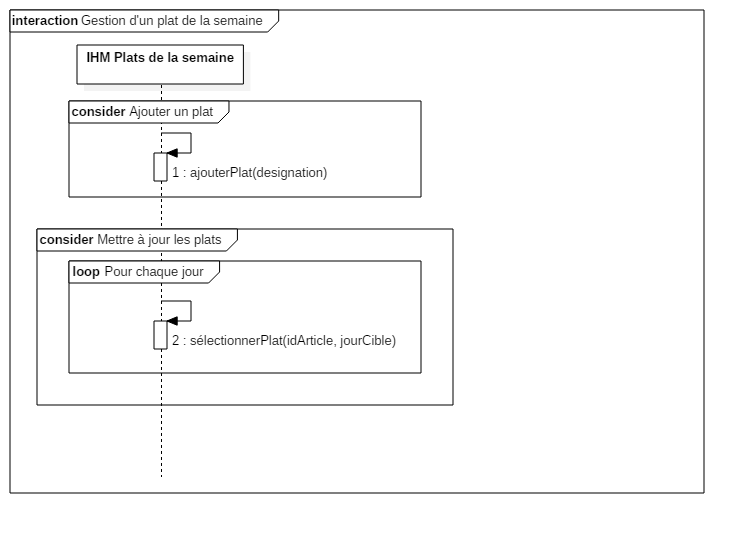 interaction Gestion d'un plat de la semaine
IHM Plats de la semaine
consider Ajouter un plat
1 : ajouterPlat(designation)
consider Mettre à jour les plats
loop Pour chaque jour
2 : sélectionnerPlat(idArticle, jourCible)